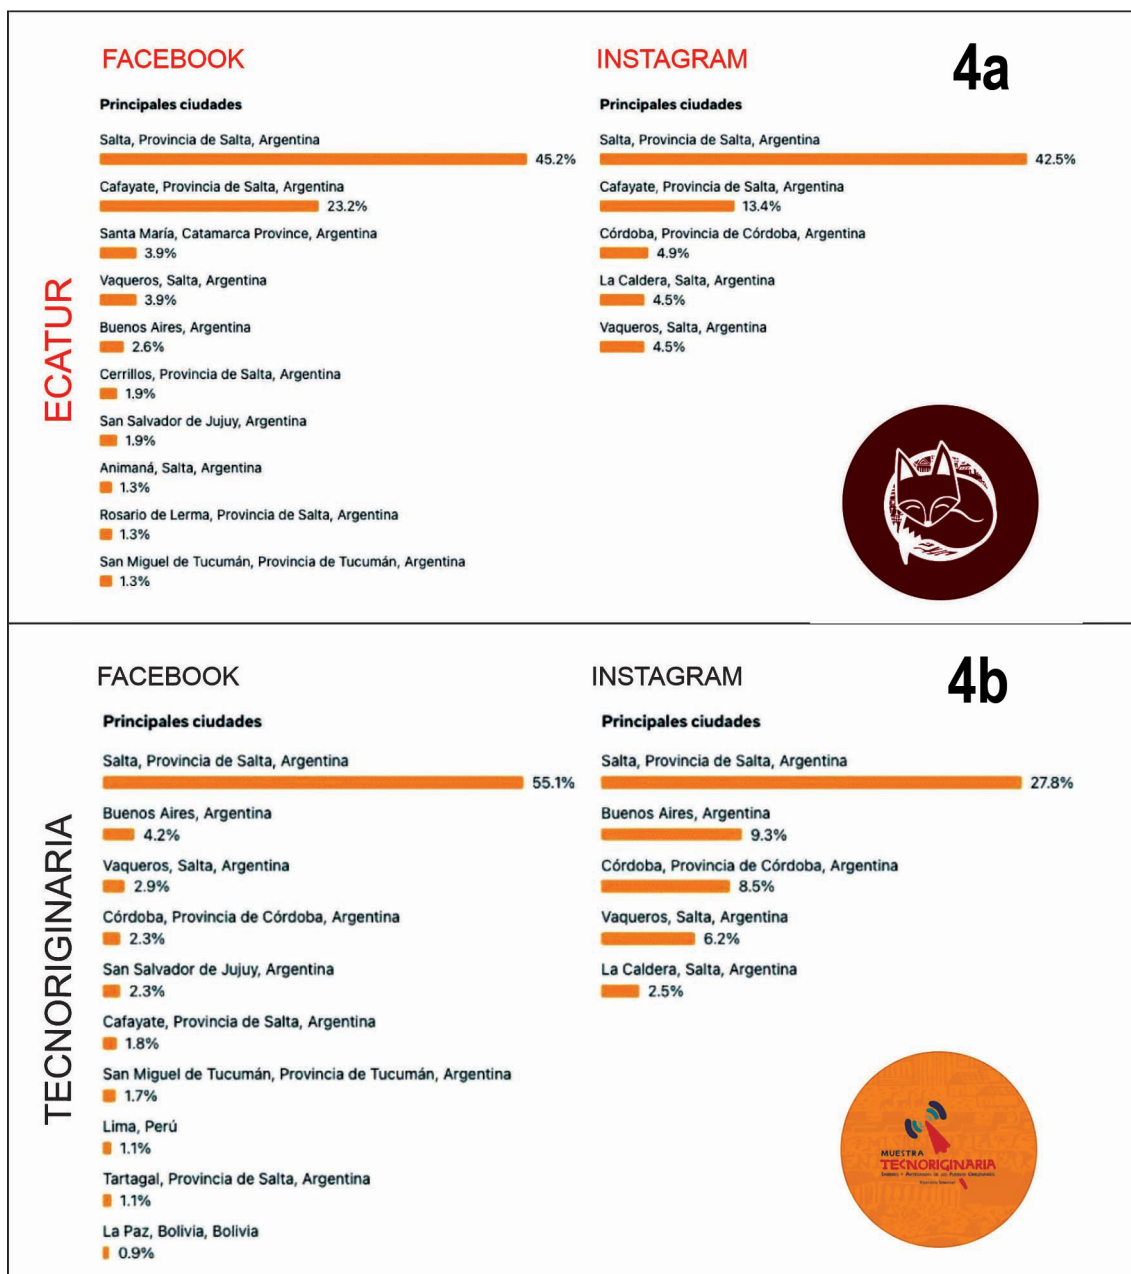 4a
ECATUR
FACEBOOK
Principales ciudades
Salta, Provincia de Salta, Argentina
45.2%
Cafayate, Provincia de Salta, Argentina
23.2%
Santa María, Catamarca Province, Argentina
3.9%
Vaqueros, Salta, Argentina
3.9%
Buenos Aires, Argentina
2.6%
Cerrillos, Provincia de Salta, Argentina
1.9%
San Salvador de Jujuy, Argentina
1.9%
Animaná, Salta, Argentina
1.3%
Rosario de Lerma, Provincia de Salta, Argentina
1.3%
San Miguel de Tucumán, Provincia de Tucumán, Argentina
1.3%
INSTAGRAM
Principales ciudades
Salta, Provincia de Salta, Argentina
42.5%
Cafayate, Provincia de Salta, Argentina
13.4%
Córdoba, Provincia de Córdoba, Argentina
4.9%
La Caldera, Salta, Argentina
4.5%
Vaqueros, Salta, Argentina
4.5%
4b
TECNORIGINARIA
FACEBOOK
Principales ciudades
Salta, Provincia de Salta, Argentina
55.1%
Buenos Aires, Argentina
4.2%
Vaqueros, Salta, Argentina
2.9%
Córdoba, Provincia de Córdoba, Argentina
2.3%
San Salvador de Jujuy, Argentina
2.3%
Cafayate, Provincia de Salta, Argentina
1.8%
San Miguel de Tucumán, Provincia de Tucumán, Argentina
1.7%
Lima, Perú
1.1%
Tartagal, Provincia de Salta, Argentina
1.1%
La Paz, Bolivia, Bolivia
0.9%
INSTAGRAM
Principales ciudades
Salta, Provincia de Salta, Argentina
27.8%
Buenos Aires, Argentina
9.3%
Córdoba, Provincia de Córdoba, Argentina
8.5%
Vaqueros, Salta, Argentina
6.2%
La Caldera, Salta, Argentina
2.5%
MUESTRA
TECNORIGINARIA